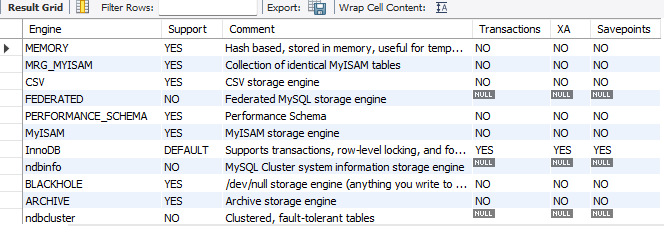 Result Grid Filter Rows: Export: Wrap Cell Content:
Engine Support Comment Transactions XA Savepoints
MEMORY YES Hash based, stored in memory, useful for temp... NO NO NO
MRG_MYISAM YES Collection of identical MyISAM tables NO NO NO
CSV YES CSV storage engine NO NO NO
FEDERATED NO Federated MySQL storage engine NULL NULL NULL
PERFORMANCE_SCHEMA YES Performance Schema NO NO NO
MyISAM YES MyISAM storage engine NO NO NO
InnoDB DEFAULT Supports transactions, row-level locking, and fo... YES YES YES
ndbinfo NO MySQL Cluster system information storage engine NULL NULL NULL
BLACKHOLE YES /dev/null storage engine (anything you write to ... NO NO NO
ARCHIVE YES Archive storage engine NO NO NO
ndbcluster NO Clustered, fault-tolerant tables NULL NULL NULL